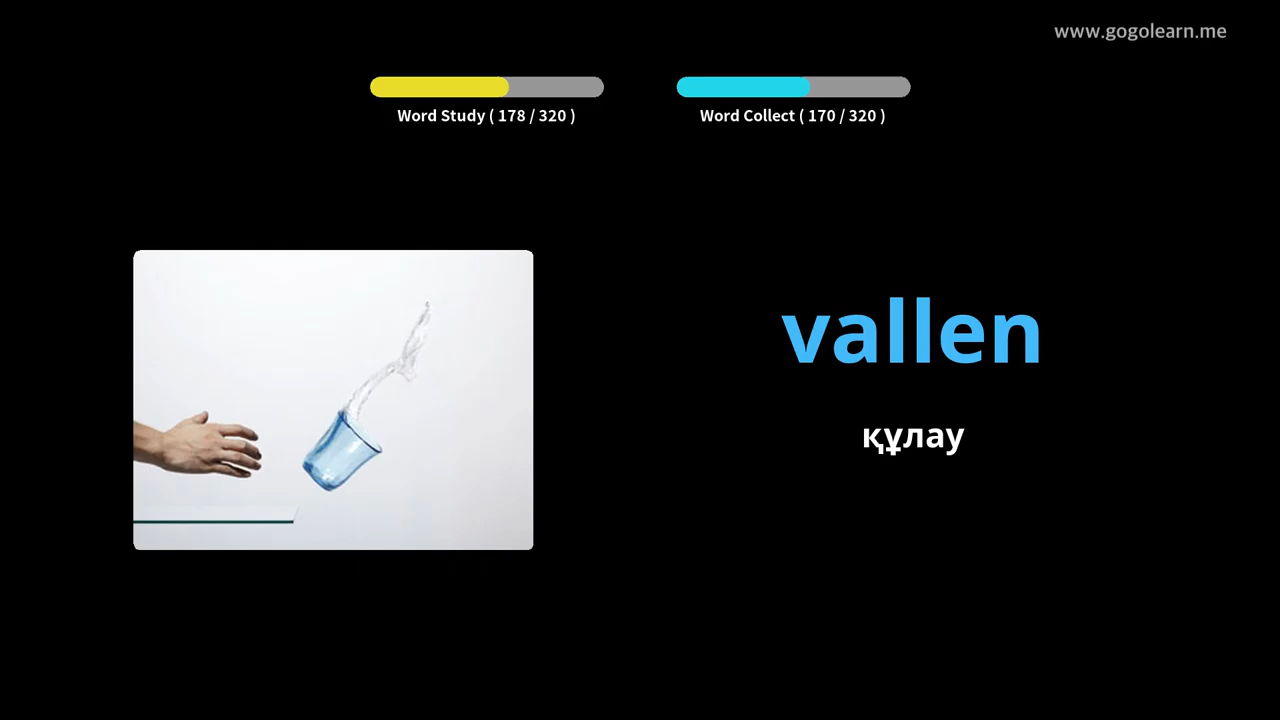 www.gogolearn.me
Word Study ( 178 / 320 )
Word Collect ( 170 / 320 )
vallen
құлау